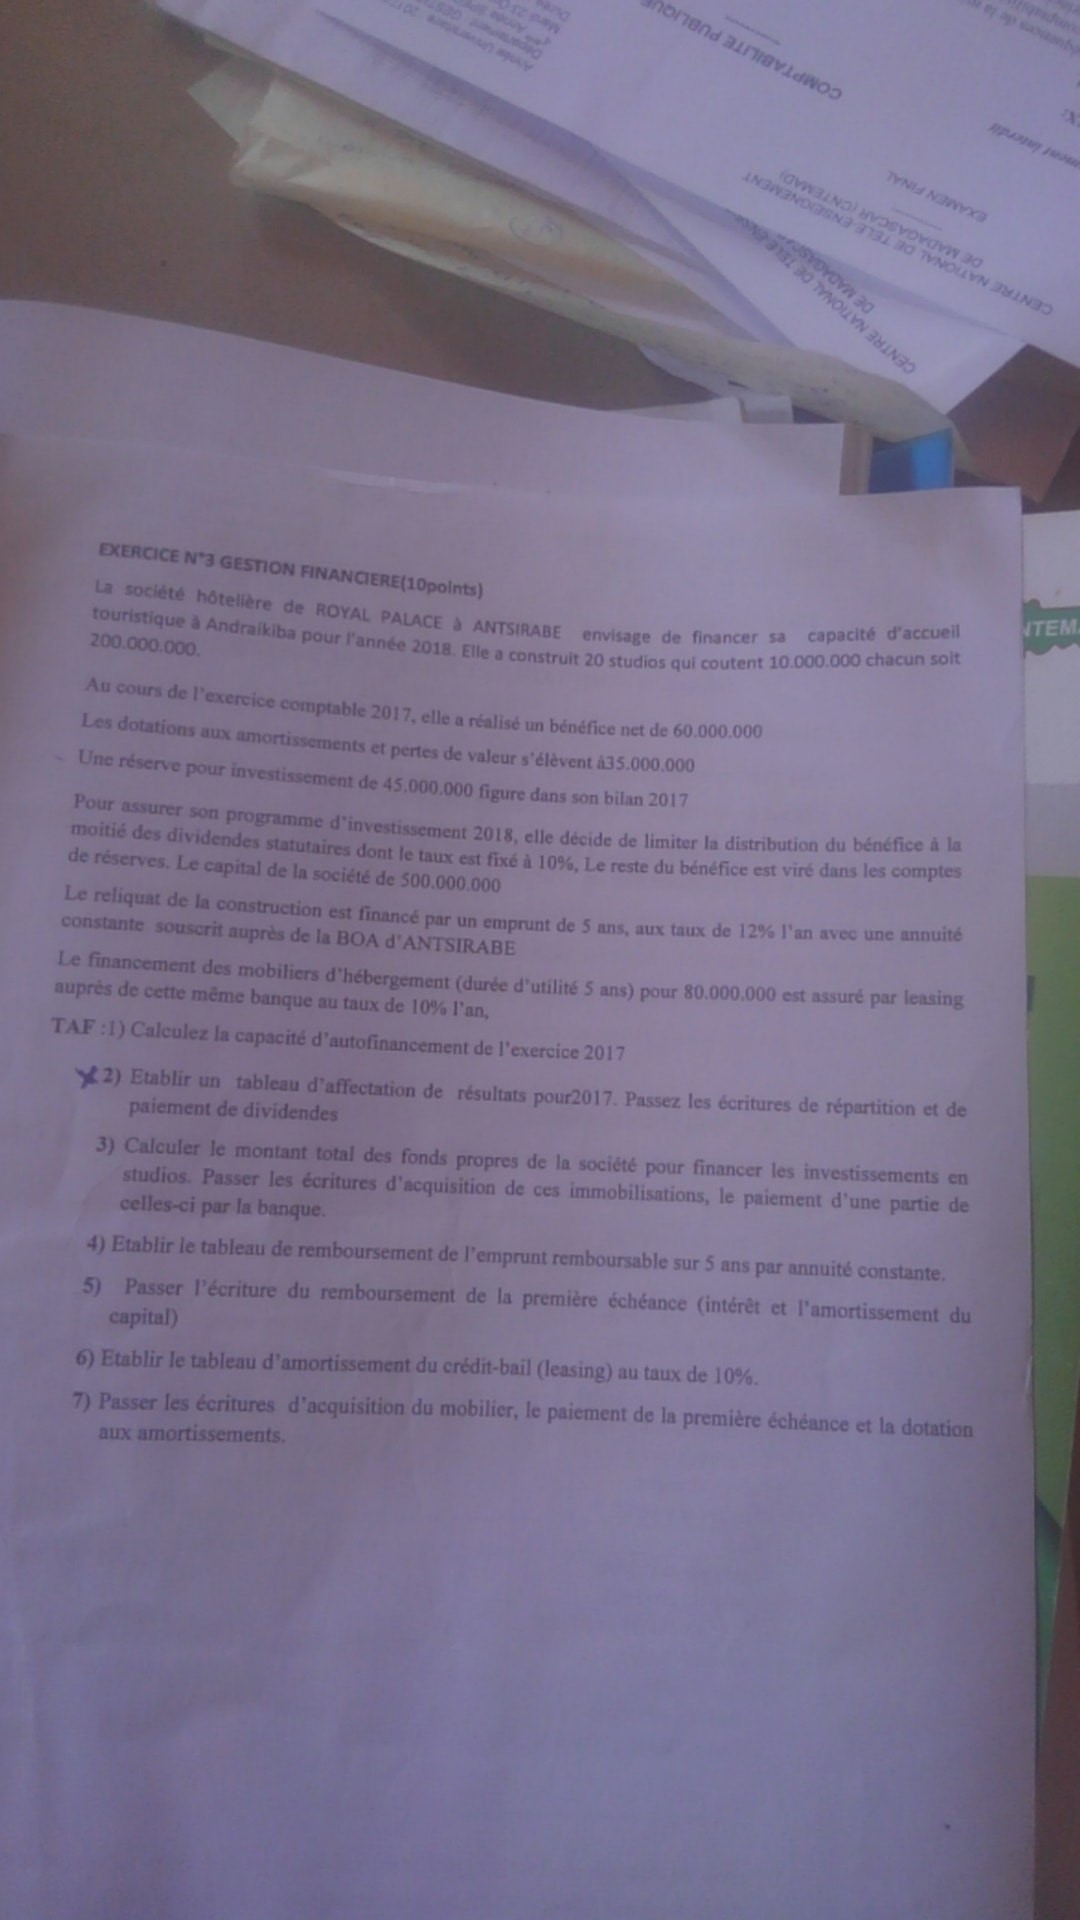 COMPTABILITE PUBLIQUE
EXAMEN FINAL
CENTRE NATIONAL DE TELE ENSEIGNEMENT
DE MADAGASCAR (CNTEMAD)
CENTRE NATIONAL DE TELE
DE MADAGAS
NTEM
EXERCICE N°3 GESTION FINANCIERE(10points)
La société hôtelière de ROYAL PALACE à ANTSIRABE envisage de financer sa capacité d'accueil
touristique à Andraikiba pour l'année 2018. Elle a construit 20 studios qui coutent 10.000.000 chacun soit
200.000.000.
Au cours de l'exercice comptable 2017, elle a réalisé un bénéfice net de 60.000.000
Les dotations aux amortissements et pertes de valeur s'élèvent à35.000.000
- Une réserve pour investissement de 45.000.000 figure dans son bilan 2017
Pour assurer son programme d'investissement 2018, elle décide de limiter la distribution du bénéfice à la
moitié des dividendes statutaires dont le taux est fixé à 10%, Le reste du bénéfice est viré dans les comptes
de réserves. Le capital de la société de 500.000.000
Le reliquat de la construction est financé par un emprunt de 5 ans, aux taux de 12% l'an avec une annuité
constante souscrit auprès de la BOA d'ANTSIRABE
Le financement des mobiliers d'hébergement (durée d'utilité 5 ans) pour 80.000.000 est assuré par leasing
auprès de cette même banque au taux de 10% l'an,
TAF :1) Calculez la capacité d'autofinancement de l'exercice 2017
2) Etablir un tableau d'affectation de résultats pour2017. Passez les écritures de répartition et de
paiement de dividendes
3) Calculer le montant total des fonds propres de la société pour financer les investissements en
studios. Passer les écritures d'acquisition de ces immobilisations, le paiement d'une partie de
celles-ci par la banque.
4) Etablir le tableau de remboursement de l'emprunt remboursable sur 5 ans par annuité constante.
5) Passer l'écriture du remboursement de la première échéance (intérêt et l'amortissement du
capital)
6) Etablir le tableau d'amortissement du crédit-bail (leasing) au taux de 10%.
7) Passer les écritures d'acquisition du mobilier, le paiement de la première échéance et la dotation
aux amortissements.